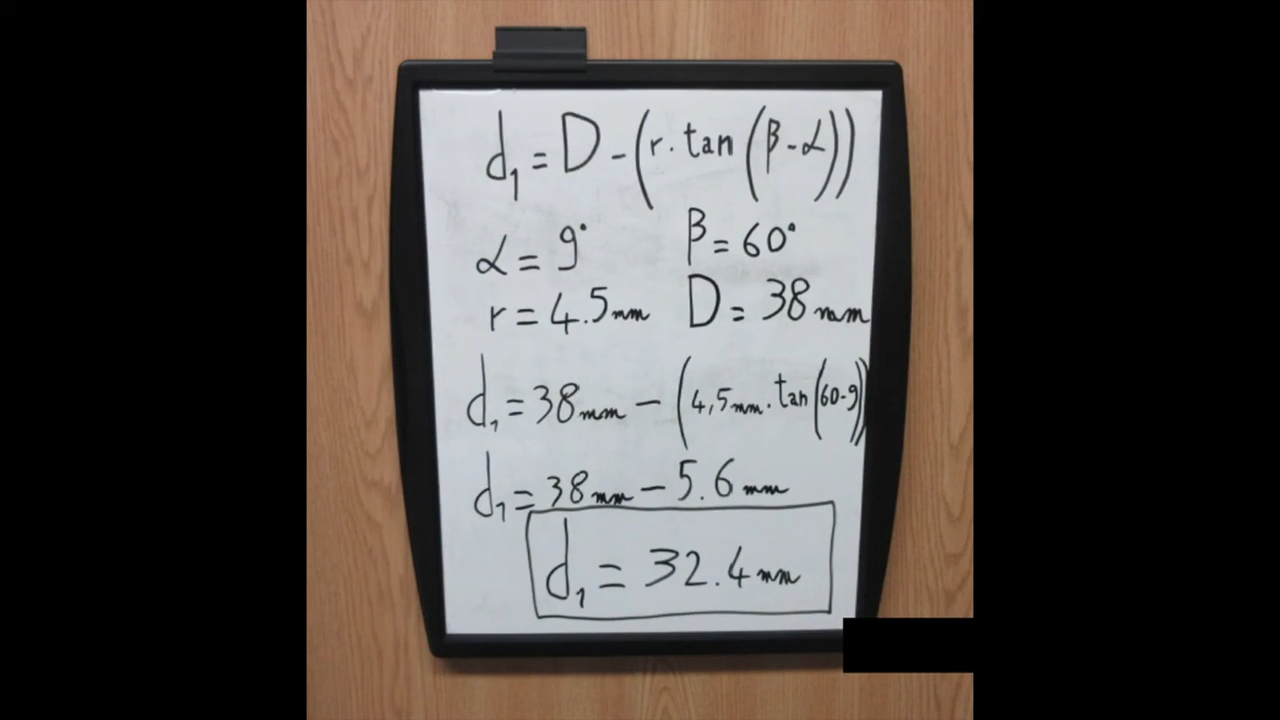 d₁ = D - (r. tan (β - α))
α = 9° β = 60°
r = 4.5mm D = 38mm
d₁ = 38mm - (4,5mm. tan (60-9))
d₁ = 38mm - 5.6mm
d₁ = 32.4mm